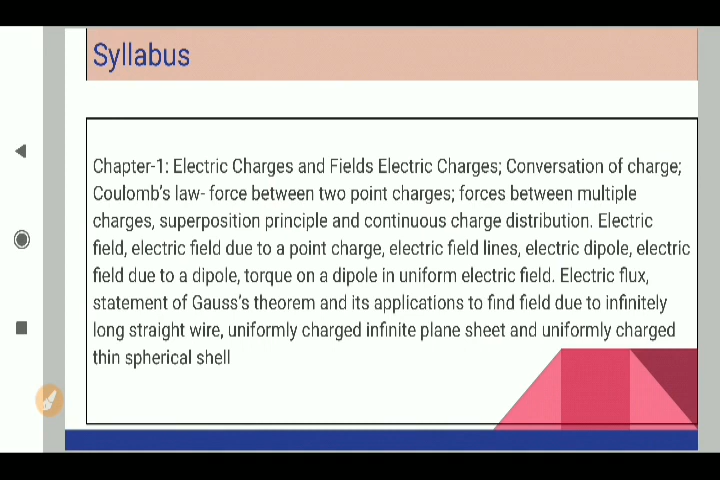 Syllabus
Chapter-1: Electric Charges and Fields Electric Charges; Conversation of charge;
Coulomb's law- force between two point charges; forces between multiple
charges, superposition principle and continuous charge distribution. Electric
field, electric field due to a point charge, electric field lines, electric dipole, electric
field due to a dipole, torque on a dipole in uniform electric field. Electric flux,
statement of Gauss's theorem and its applications to find field due to infinitely
long straight wire, uniformly charged infinite plane sheet and uniformly charged
thin spherical shell